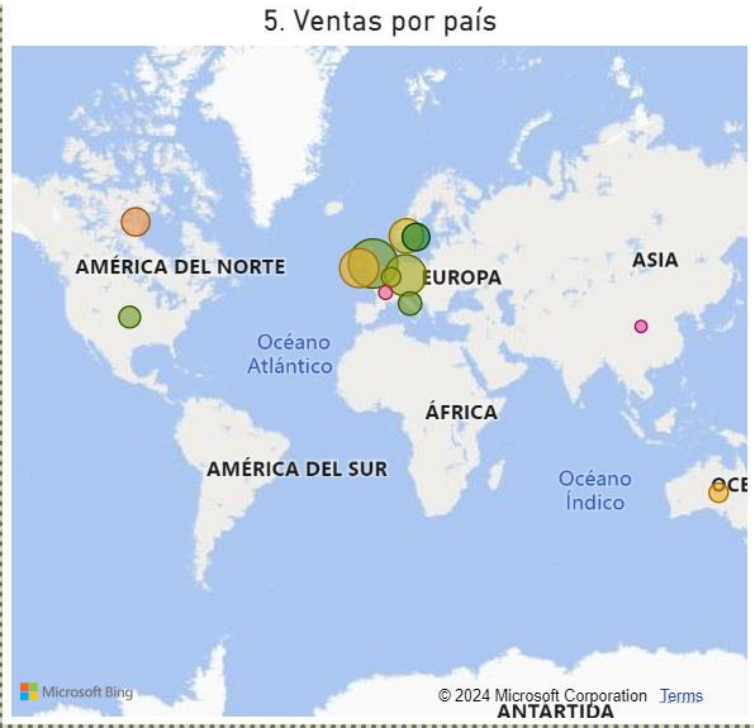 5. Ventas por país
AMÉRICA DEL NORTE
EUROPA
ASIA
Océano
Atlántico
ÁFRICA
AMÉRICA DEL SUR
Océano
Índico
OCE
Microsoft Bing
© 2024 Microsoft Corporation Terms
ANTÁRTIDA